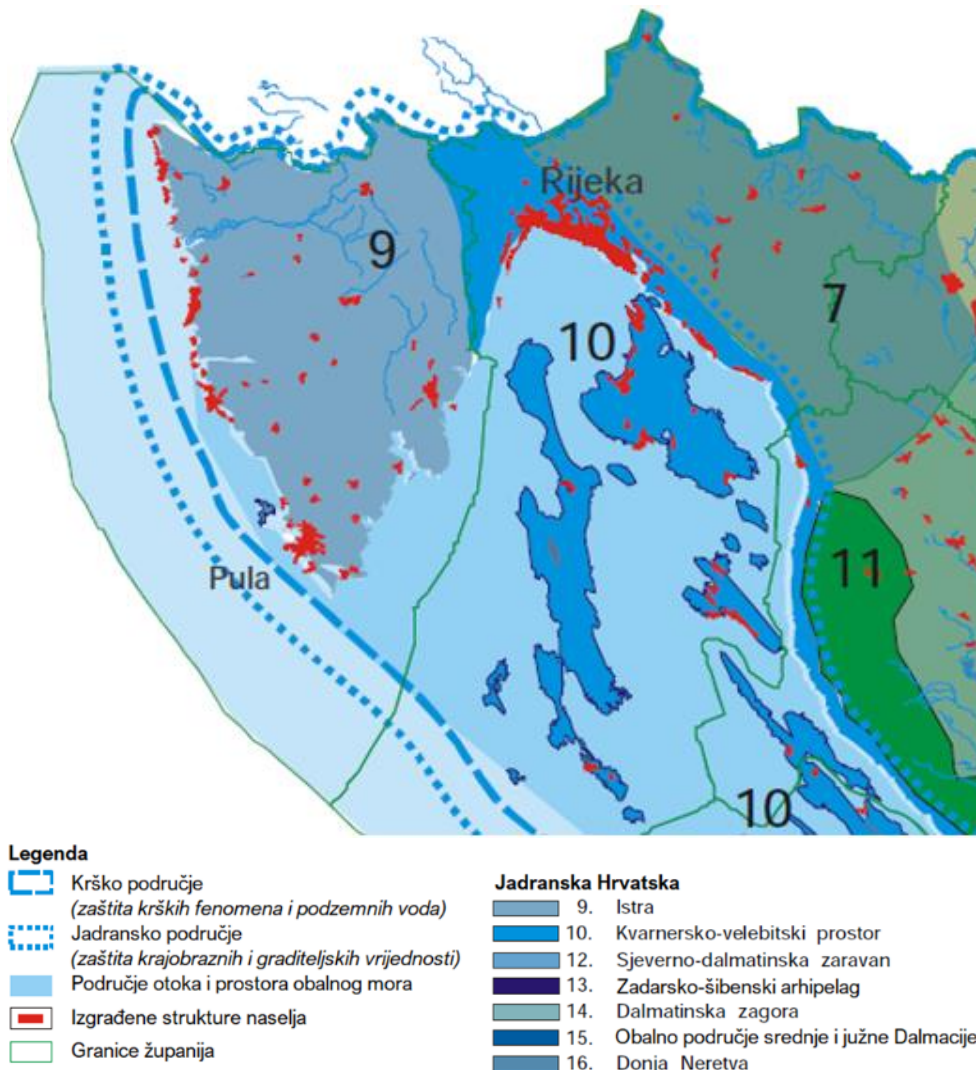 Rijeka
9
7
10
11
Pula
10
Legenda
Krško područje
(zaštita krških fenomena i podzemnih voda)
Jadransko područje
(zaštita krajobraznih i graditeljskih vrijednosti)
Područje otoka i prostora obalnog mora
Izgrađene strukture naselja
Granice županija
Jadranska Hrvatska
9. Istra
10. Kvarnersko-velebitski prostor
12. Sjeverno-dalmatinska zaravan
13. Zadarsko-šibenski arhipelag
14. Dalmatinska zagora
15. Obalno područje srednje i južne Dalmacije
16. Donja Neretva